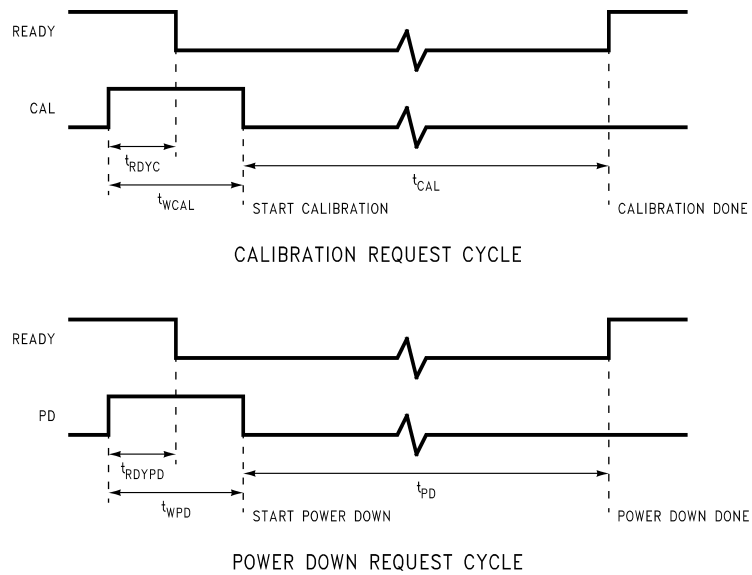 READY
CAL
tRDYC
tWCAL
tCAL
START CALIBRATION
CALIBRATION DONE
CALIBRATION REQUEST CYCLE
READY
PD
tRDYPD
tWPD
tPD
START POWER DOWN
POWER DOWN DONE
POWER DOWN REQUEST CYCLE